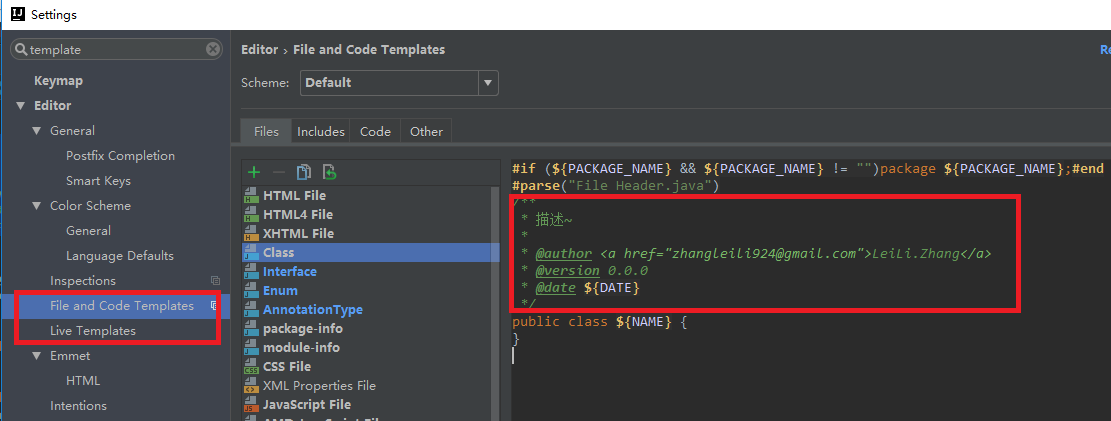 IJ Settings
template
Keymap
Editor
General
Postfix Completion
Smart Keys
Color Scheme
General
Language Defaults
Inspections
File and Code Templates
Live Templates
Emmet
HTML
Intentions
Editor › File and Code Templates
Re
Scheme: Default
Files Includes Code Other
HTML File
HTML4 File
XHTML File
Class
Interface
Enum
AnnotationType
package-info
module-info
CSS File
XML Properties File
JavaScript File
#if (${PACKAGE_NAME} && ${PACKAGE_NAME} != "")package ${PACKAGE_NAME};#end
#parse("File Header.java")
/**
* 描述~
*
* @author <a href="zhangleili924@gmail.com">LeiLi.Zhang</a>
* @version 0.0.0
* @date ${DATE}
*/
public class ${NAME} {
}